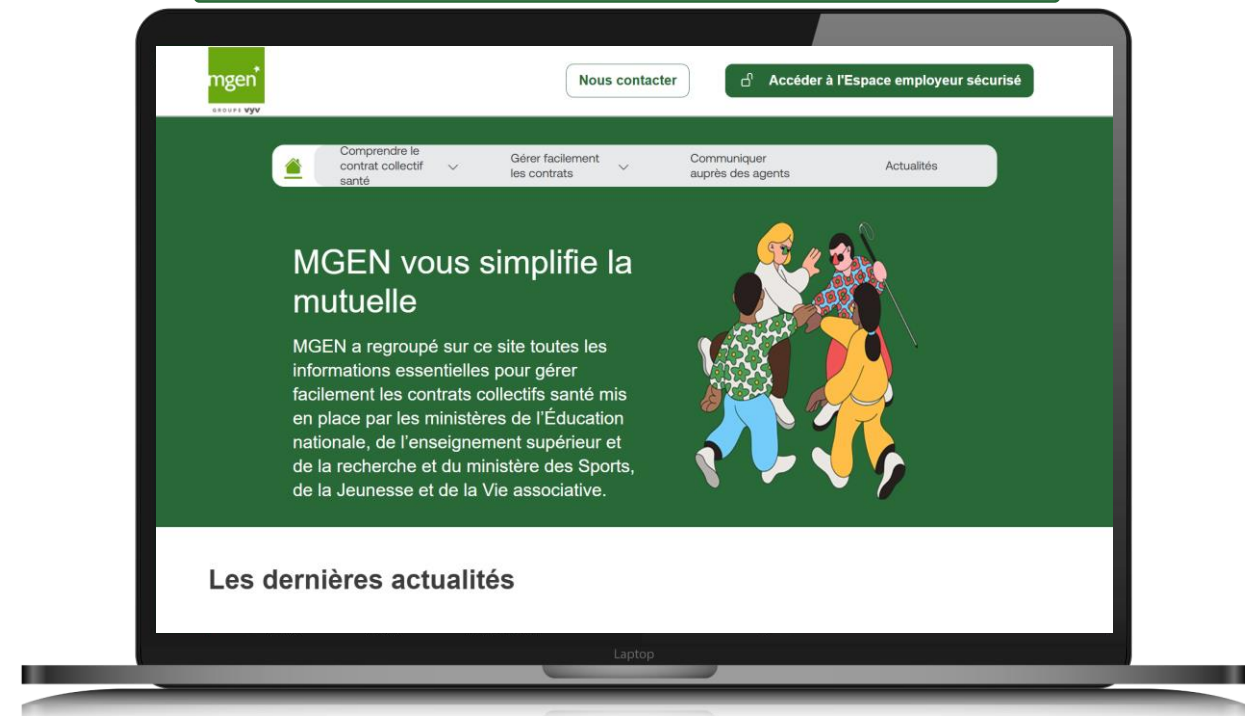 mgen
GROUPE vyv
Nous contacter
Accéder à l'Espace employeur sécurisé
Comprendre le
contrat collectif
santé
Gérer facilement
les contrats
Communiquer
auprès des agents
Actualités
MGEN vous simplifie la
mutuelle
MGEN a regroupé sur ce site toutes les
informations essentielles pour gérer
facilement les contrats collectifs santé mis
en place par les ministères de l'Éducation
nationale, de l'enseignement supérieur et
de la recherche et du ministère des Sports,
de la Jeunesse et de la Vie associative.
Les dernières actualités
Laptop